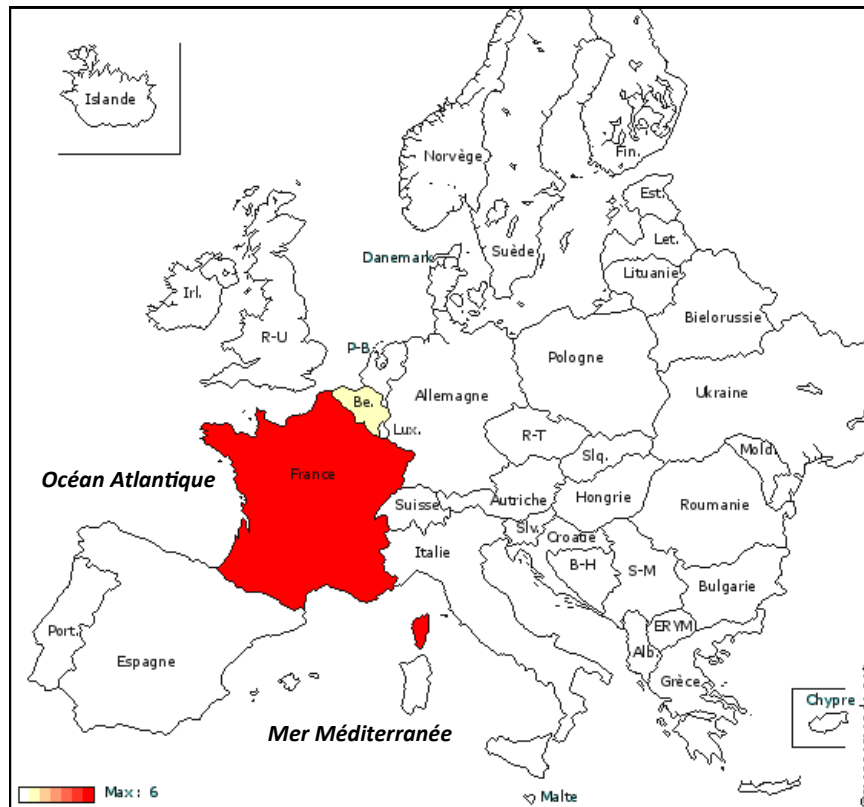 Islande
Norvège
Fin.
Est.
Suède
Let.
Danemark
Lituanie
Irl.
Bielorussie
R-U
P-B.
Pologne
Allemagne
Ukraine
Be.
Lux.
R-T
Mold.
Slq.
Océan Atlantique
France
Suisse
Autriche
Hongrie
Roumanie
Slv.
Croatie
Italie
B-H
S-M
Bulgarie
Port.
ERYM
Espagne
Alb.
Grèce
Chypre
Mer Méditerranée
Max: 6
Malte